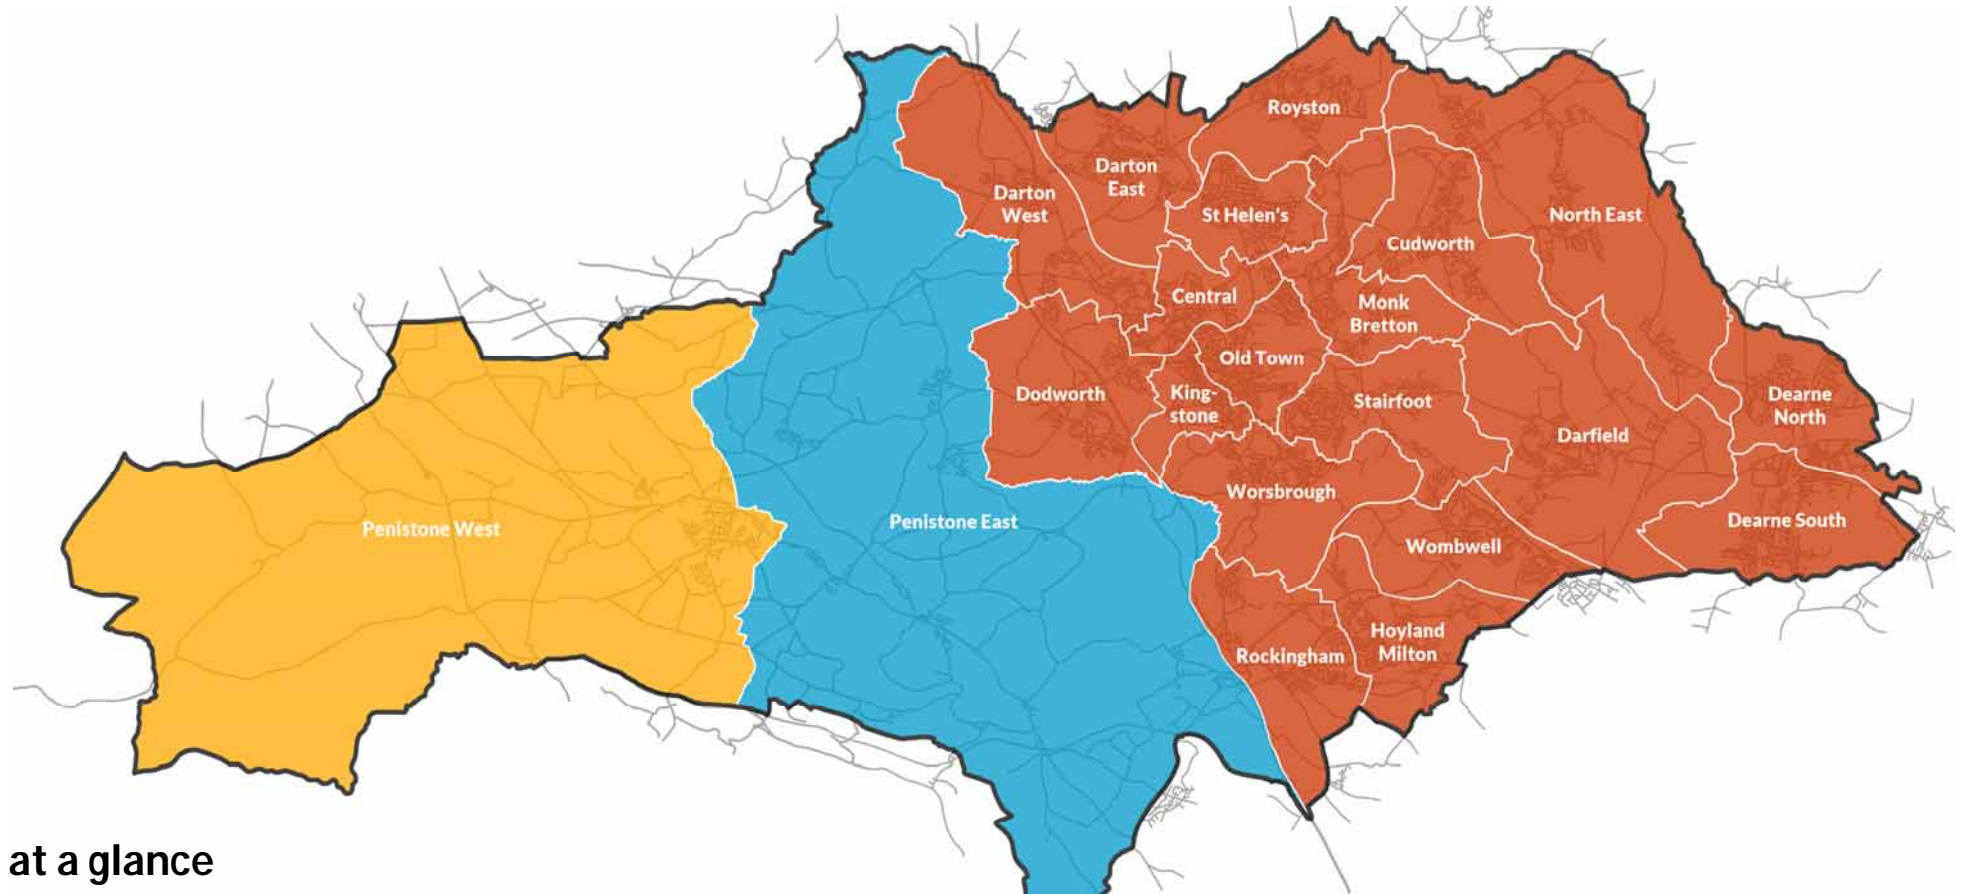 Royston
Darton
East
Darton
West
St Helen's
North East
Cudworth
Central
Monk
Bretton
Old Town
Dodworth
King-
stone
Stairfoot
Dearne
North
Darfield
Worsbrough
Penistone West
Penistone East
Dearne South
Wombwell
Hoyland
Milton
Rockingham
at a glance